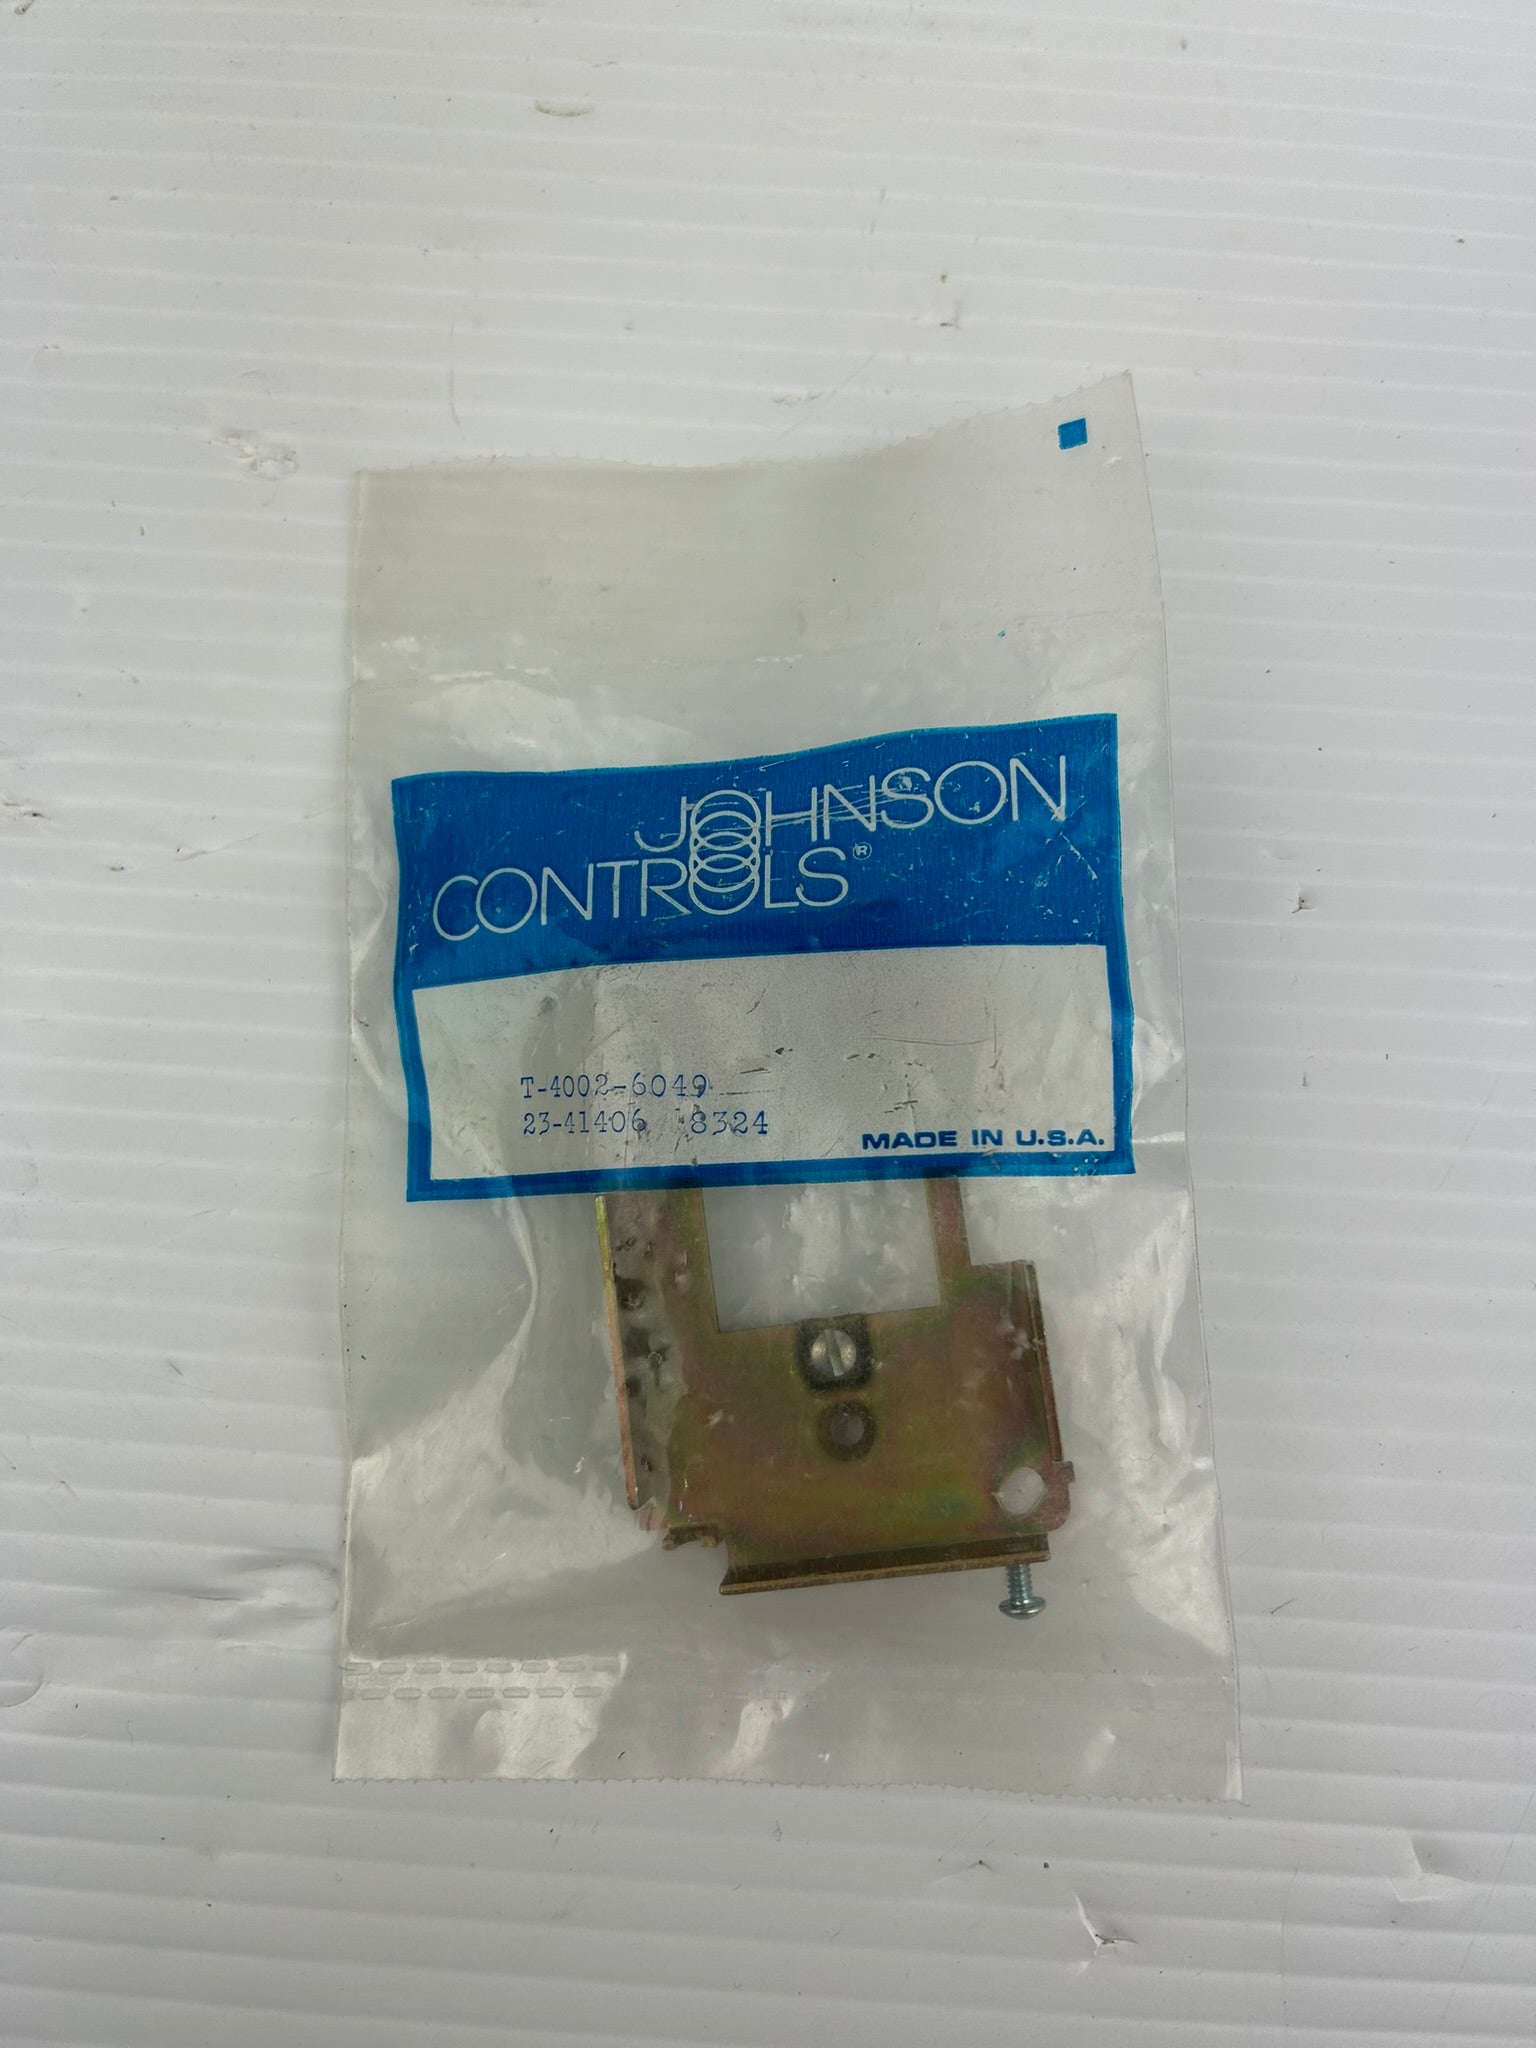 JOHNSON
CONTROLS®
T-4002-6049
23-41406 8324
MADE IN U.S.A.